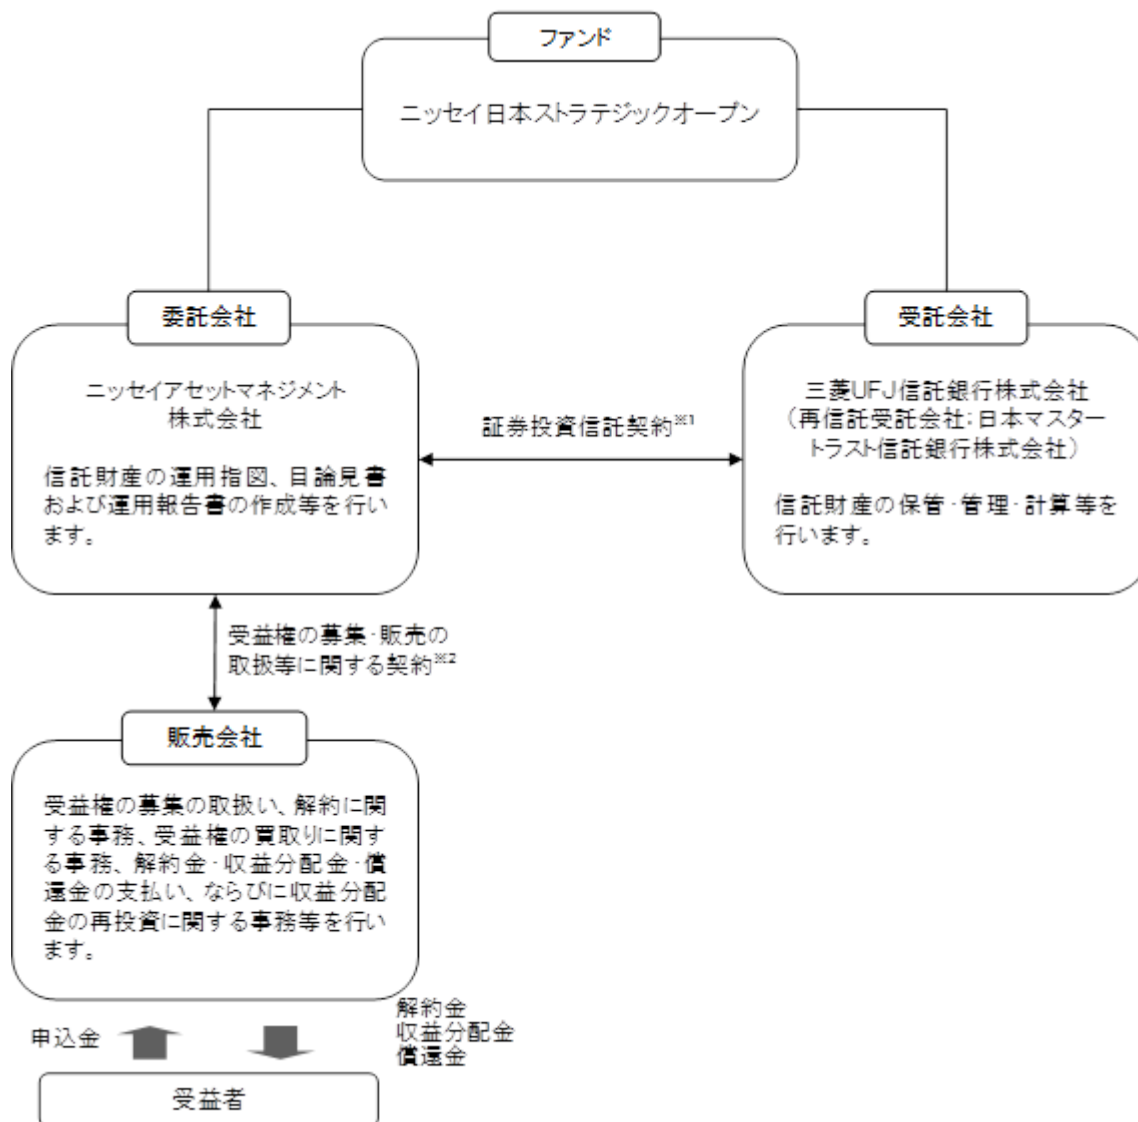 ファンド
ニッセイ日本ストラテジックオープン
委託会社
ニッセイアセットマネジメント
株式会社
信託財産の運用指図、目論見書
および運用報告書の作成等を行い
ます。
証券投資信託契約※1
受託会社
三菱UFJ信託銀行株式会社
(再信託受託会社:日本マスター
トラスト信託銀行株式会社)
信託財産の保管・管理・計算等を
行います。
受益権の募集・販売の
取扱等に関する契約※2
販売会社
受益権の募集の取扱い、解約に関
する事務、受益権の買取りに関す
る事務、解約金・収益分配金・償
還金の支払い、ならびに収益分配
金の再投資に関する事務等を行い
ます。
申込金
解約金
収益分配金
償還金
受益者